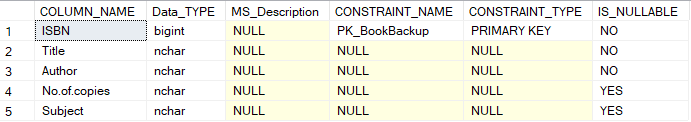 COLUMN_NAME Data_TYPE MS_Description CONSTRAINT_NAME CONSTRAINT_TYPE IS_NULLABLE
1 ISBN bigint NULL PK_BookBackup PRIMARY KEY NO
2 Title nchar NULL NULL NULL NO
3 Author nchar NULL NULL NULL NO
4 No.of.copies nchar NULL NULL NULL YES
5 Subject nchar NULL NULL NULL YES